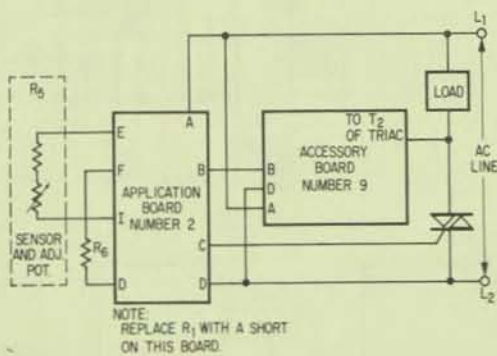 L1
R5
LOAD
A
TO T2
OF TRIAC
ACCESSORY
BOARD
NUMBER 9
AC
LINE
E
F
I
D
B
C
D
APPLICATION
BOARD
NUMBER 2
B
D
A
SENSOR
AND ADJ.
POT.
R6
L2
NOTE:
REPLACE R1 WITH A SHORT
ON THIS BOARD.